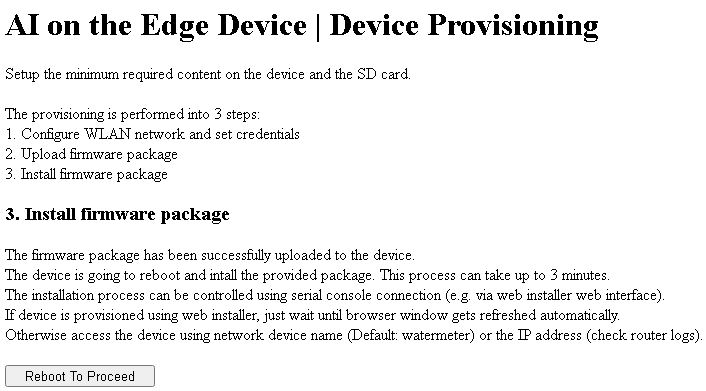 AI on the Edge Device | Device Provisioning
Setup the minimum required content on the device and the SD card.
The provisioning is performed into 3 steps:
1. Configure WLAN network and set credentials
2. Upload firmware package
3. Install firmware package
3. Install firmware package
The firmware package has been successfully uploaded to the device.
The device is going to reboot and intall the provided package. This process can take up to 3 minutes.
The installation process can be controlled using serial console connection (e.g. via web installer web interface).
If device is provisioned using web installer, just wait until browser window gets refreshed automatically.
Otherwise access the device using network device name (Default: watermeter) or the IP address (check router logs).
Reboot To Proceed